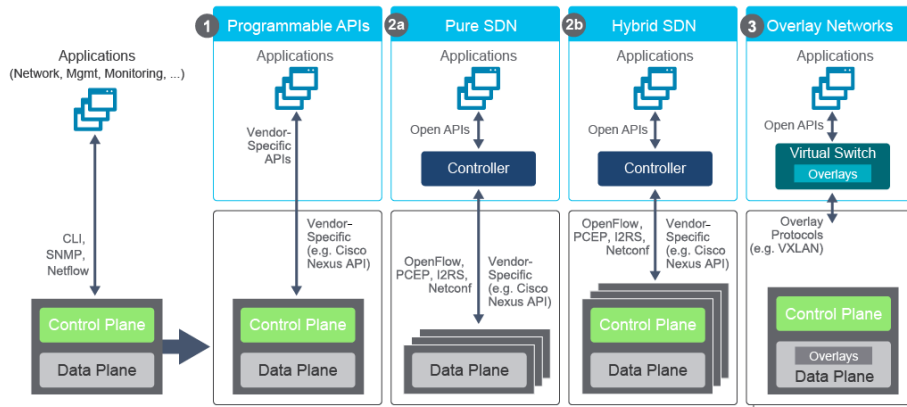 Applications
(Network, Mgmt, Monitoring, ...)
CLI,
SNMP,
Netflow
Control Plane
Data Plane
1 Programmable APIs
Applications
Vendor-
Specific
APIs
Vendor-
Specific
(e.g. Cisco
Nexus API)
Control Plane
Data Plane
2a Pure SDN
Applications
Open APIs
Controller
OpenFlow,
PCEP, I2RS,
Netconf
Vendor-
Specific
(e.g. Cisco
Nexus API)
Data Plane
2b Hybrid SDN
Applications
Open APIs
Controller
OpenFlow,
PCEP, I2RS,
Netconf
Vendor-
Specific
(e.g. Cisco
Nexus API)
Control Plane
Data Plane
3 Overlay Networks
Applications
Open APIs
Virtual Switch
Overlays
Overlay
Protocols
(e.g. VXLAN)
Control Plane
Overlays
Data Plane